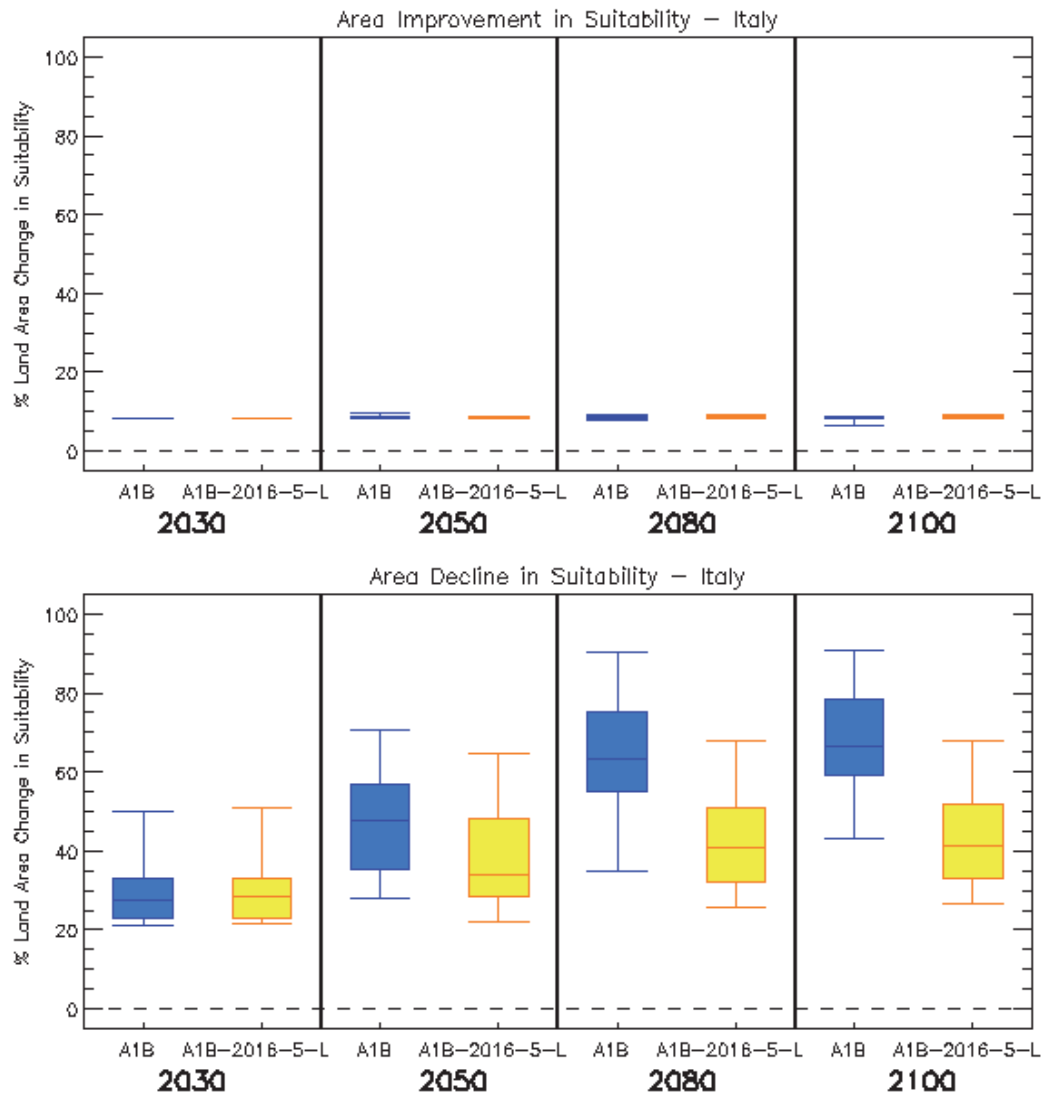 Area Improvement in Suitability – Italy
% Land Area Change in Suitability
100
80
60
40
20
0
A1B A1B-2016-5-L A1B A1B-2016-5-L A1B A1B-2016-5-L A1B A1B-2016-5-L
2030 2050 2080 2100
Area Decline in Suitability – Italy
% Land Area Change in Suitability
100
80
60
40
20
0
A1B A1B-2016-5-L A1B A1B-2016-5-L A1B A1B-2016-5-L A1B A1B-2016-5-L
2030 2050 2080 2100